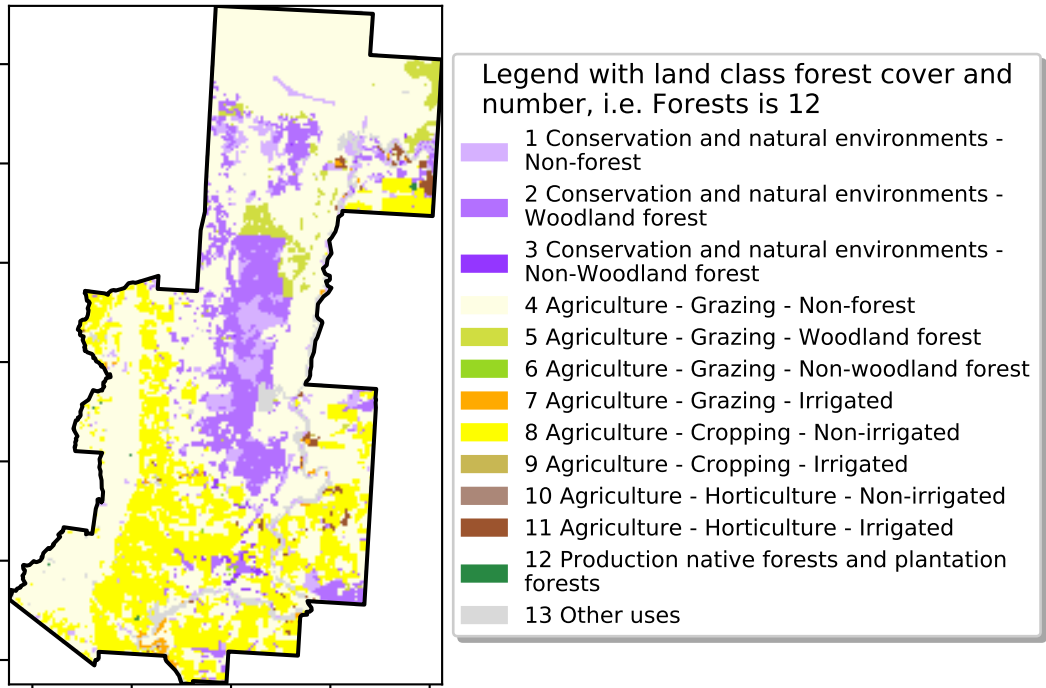 Legend with land class forest cover and
number, i.e. Forests is 12
1 Conservation and natural environments -
Non-forest
2 Conservation and natural environments -
Woodland forest
3 Conservation and natural environments -
Non-Woodland forest
4 Agriculture - Grazing - Non-forest
5 Agriculture - Grazing - Woodland forest
6 Agriculture - Grazing - Non-woodland forest
7 Agriculture - Grazing - Irrigated
8 Agriculture - Cropping - Non-irrigated
9 Agriculture - Cropping - Irrigated
10 Agriculture - Horticulture - Non-irrigated
11 Agriculture - Horticulture - Irrigated
12 Production native forests and plantation
forests
13 Other uses